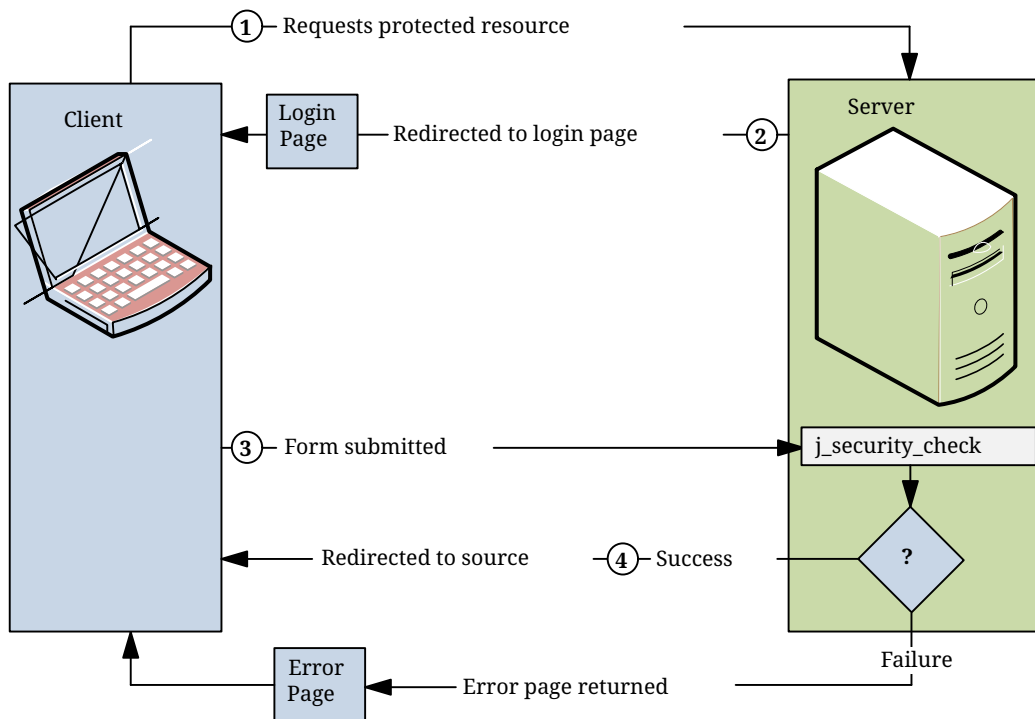 1 Requests protected resource
Client
Login
Page
Redirected to login page
2
Server
3 Form submitted
j_security_check
Redirected to source
4 Success
?
Failure
Error
Page
Error page returned